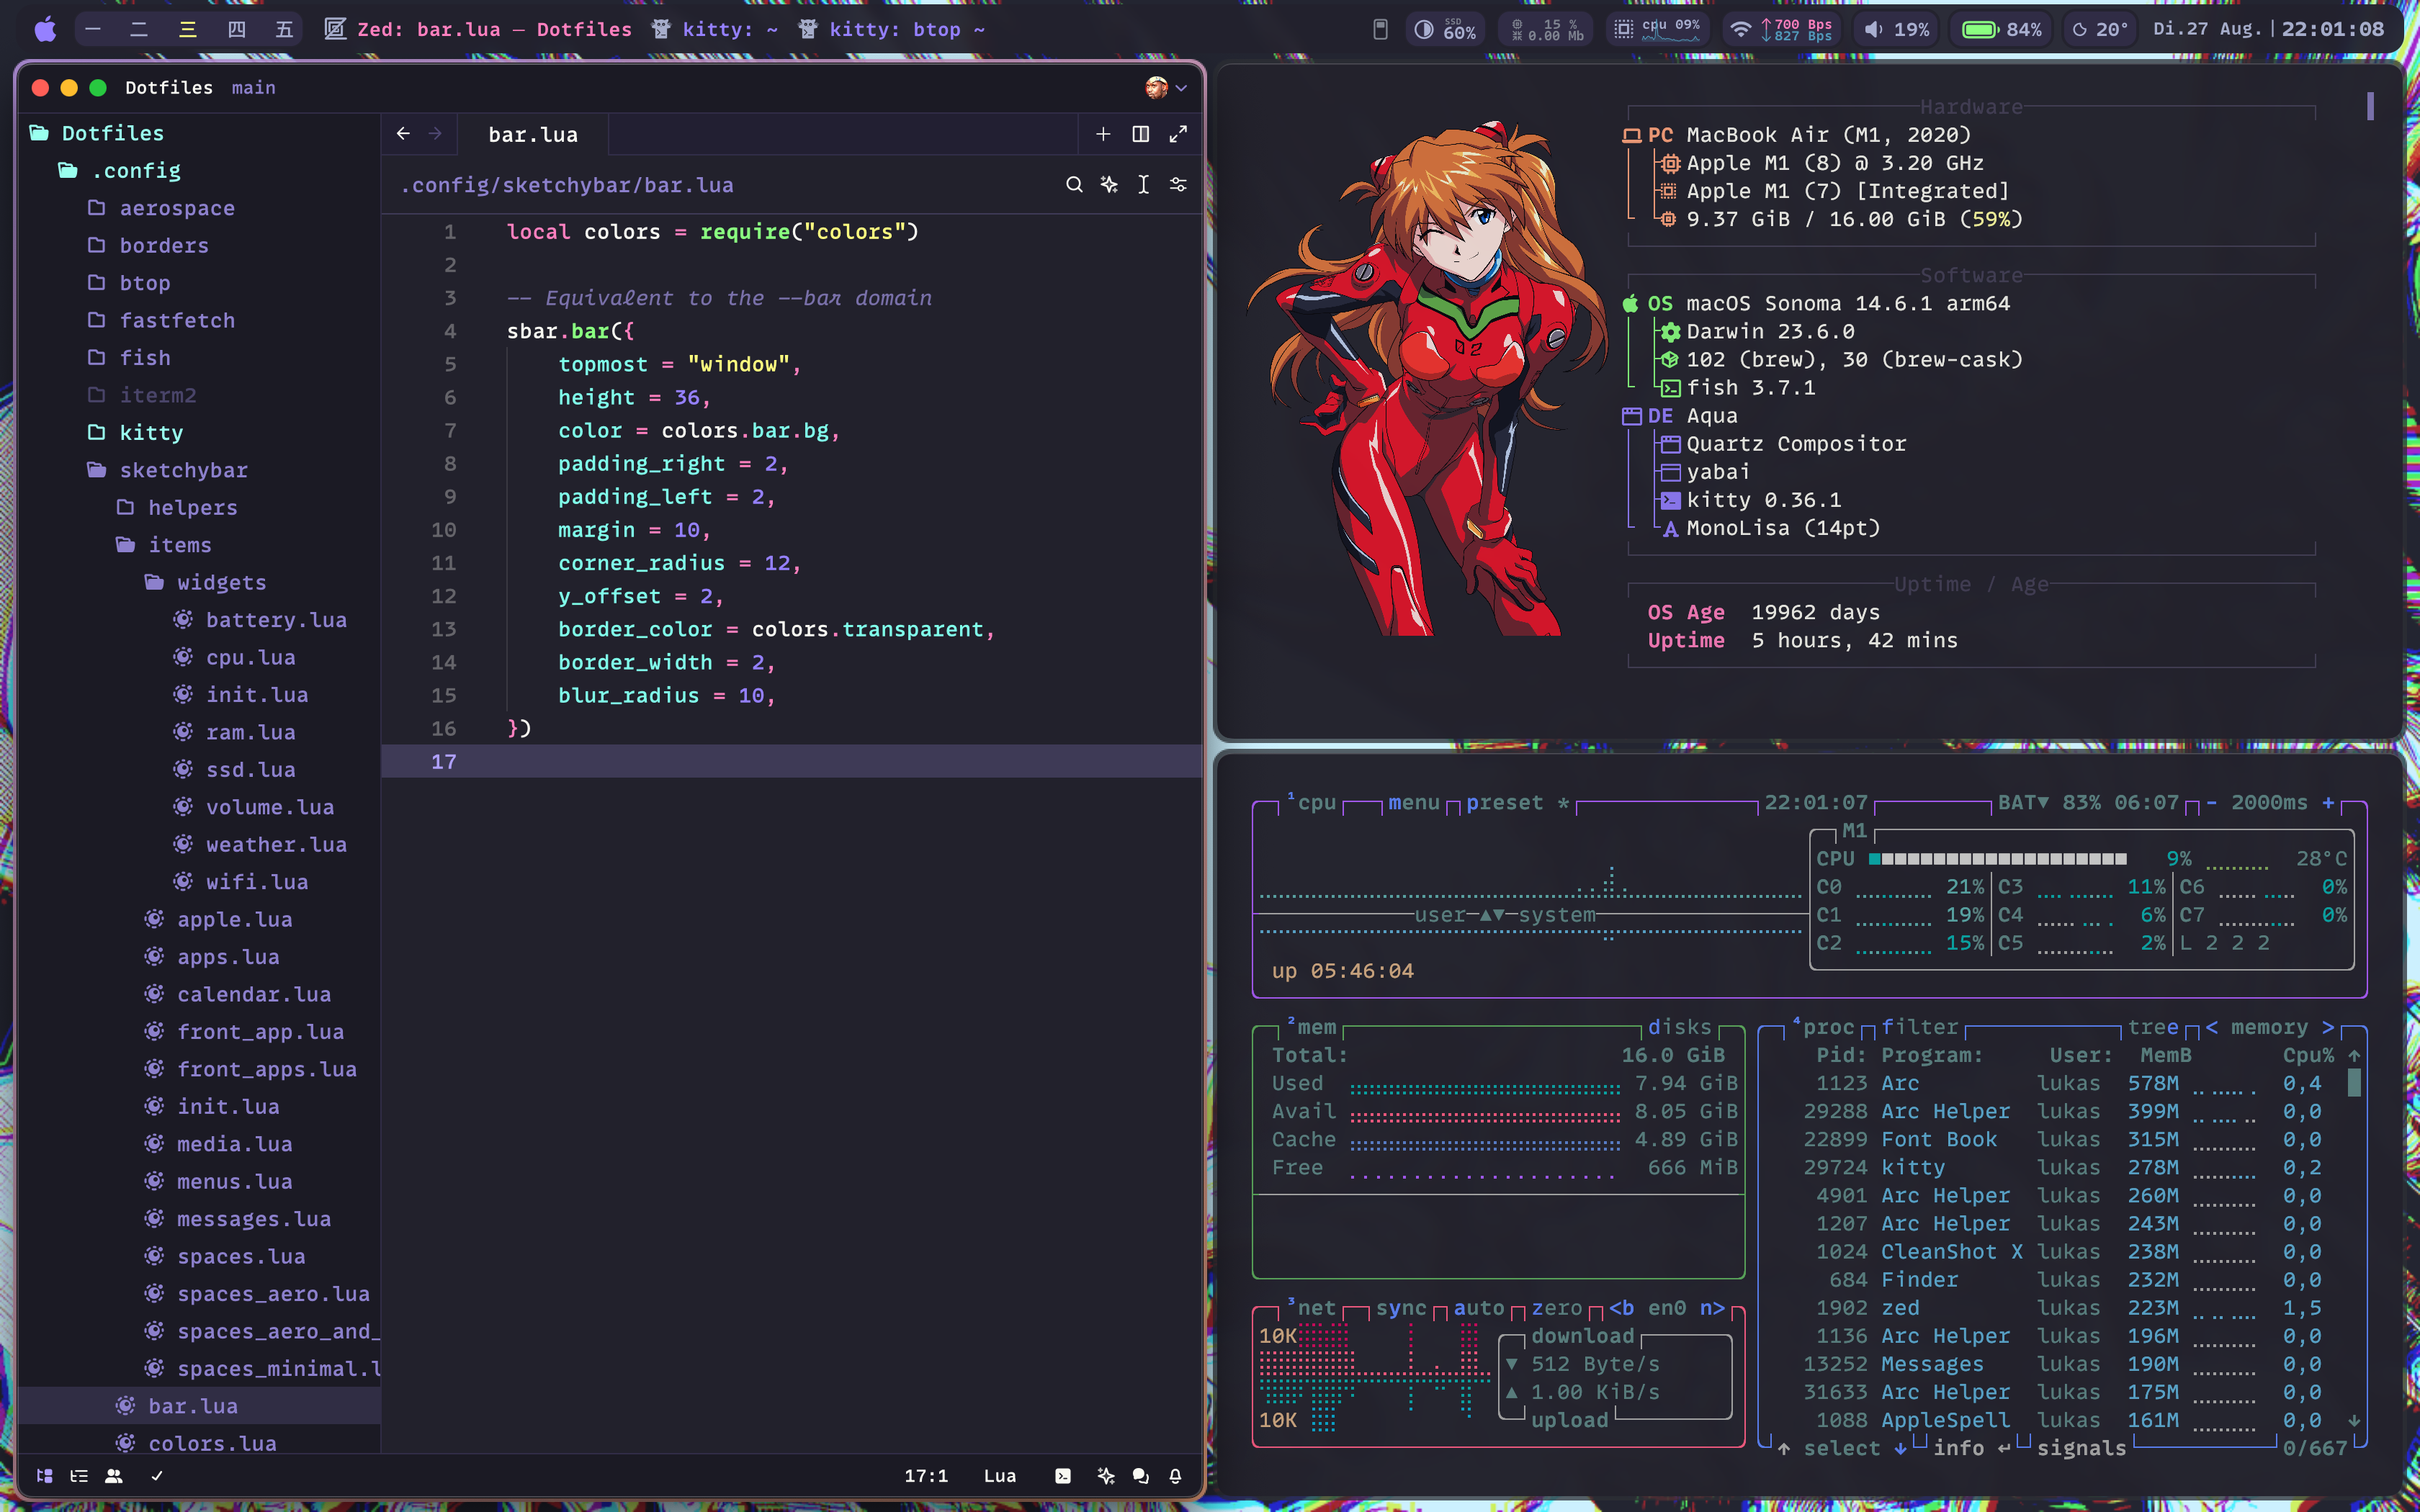 一 二 三 四 五 Zed: bar.lua — Dotfiles kitty: ~ kitty: btop ~
SSD 60% 15 % 0.00 Mb cpu 09% 700 Bps 827 Bps 19% 84% 20° Di.27 Aug. | 22:01:08
Dotfiles main
Dotfiles
.config
aerospace
borders
btop
fastfetch
fish
iterm2
kitty
sketchybar
helpers
items
widgets
battery.lua
cpu.lua
init.lua
ram.lua
ssd.lua
volume.lua
weather.lua
wifi.lua
apple.lua
apps.lua
calendar.lua
front_app.lua
front_apps.lua
init.lua
media.lua
menus.lua
messages.lua
spaces.lua
spaces_aero.lua
spaces_aero_and_
spaces_minimal.l
bar.lua
colors.lua
bar.lua
.config/sketchybar/bar.lua
1 local colors = require("colors")
2
3 -- Equivalent to the --bar domain
4 sbar.bar({
5 topmost = "window",
6 height = 36,
7 color = colors.bar.bg,
8 padding_right = 2,
9 padding_left = 2,
10 margin = 10,
11 corner_radius = 12,
12 y_offset = 2,
13 border_color = colors.transparent,
14 border_width = 2,
15 blur_radius = 10,
16 })
17
17:1 Lua
02
Hardware
PC MacBook Air (M1, 2020)
Apple M1 (8) @ 3.20 GHz
Apple M1 (7) [Integrated]
9.37 GiB / 16.00 GiB (59%)
Software
OS macOS Sonoma 14.6.1 arm64
Darwin 23.6.0
102 (brew), 30 (brew-cask)
fish 3.7.1
DE Aqua
Quartz Compositor
yabai
kitty 0.36.1
MonoLisa (14pt)
Uptime / Age
OS Age 19962 days
Uptime 5 hours, 42 mins
¹cpu menu preset * 22:01:07 BAT▼ 83% 06:07 - 2000ms +
M1
CPU 9% 28°C
C0 21% C3 11% C6 0%
C1 19% C4 6% C7 0%
C2 15% C5 2% L 2 2 2
user ▲▼ system
up 05:46:04
²mem disks
Total: 16.0 GiB
Used 7.94 GiB
Avail 8.05 GiB
Cache 4.89 GiB
Free 666 MiB
³net sync auto zero <b en0 n>
10K
download
▼ 512 Byte/s
▲ 1.00 KiB/s
10K
upload
⁴proc filter tree < memory >
Pid: Program: User: MemB Cpu% ↑
1123 Arc lukas 578M 0,4
29288 Arc Helper lukas 399M 0,0
22899 Font Book lukas 315M 0,0
29724 kitty lukas 278M 0,2
4901 Arc Helper lukas 260M 0,0
1207 Arc Helper lukas 243M 0,0
1024 CleanShot X lukas 238M 0,0
684 Finder lukas 232M 0,0
1902 zed lukas 223M 1,5
1136 Arc Helper lukas 196M 0,0
13252 Messages lukas 190M 0,0
31633 Arc Helper lukas 175M 0,0
1088 AppleSpell lukas 161M 0,0 ↓
↑ select ↓ info ↵ signals 0/667